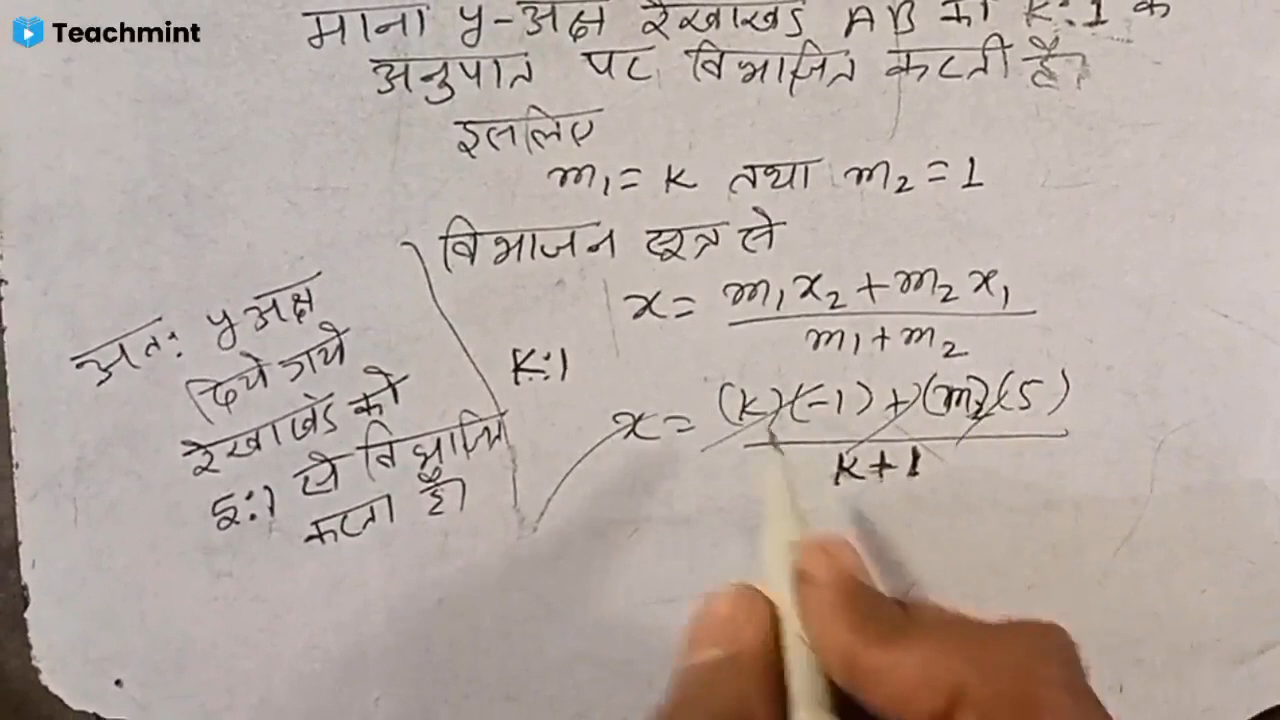 Teachmint
माना y-अक्ष रेखाखंड AB को K:1 के
अनुपात पर विभाजित करती है।
इसलिए
m₁ = K तथा m₂ = 1
विभाजन सूत्र से
x = (m₁x₂ + m₂x₁) / (m₁ + m₂)
K:1
x = ((k)(-1) + (m₂)(5)) / (k + 1)
अतः y अक्ष
दिये गये
रेखाखंड को
5:1 से विभाजित
करता है।